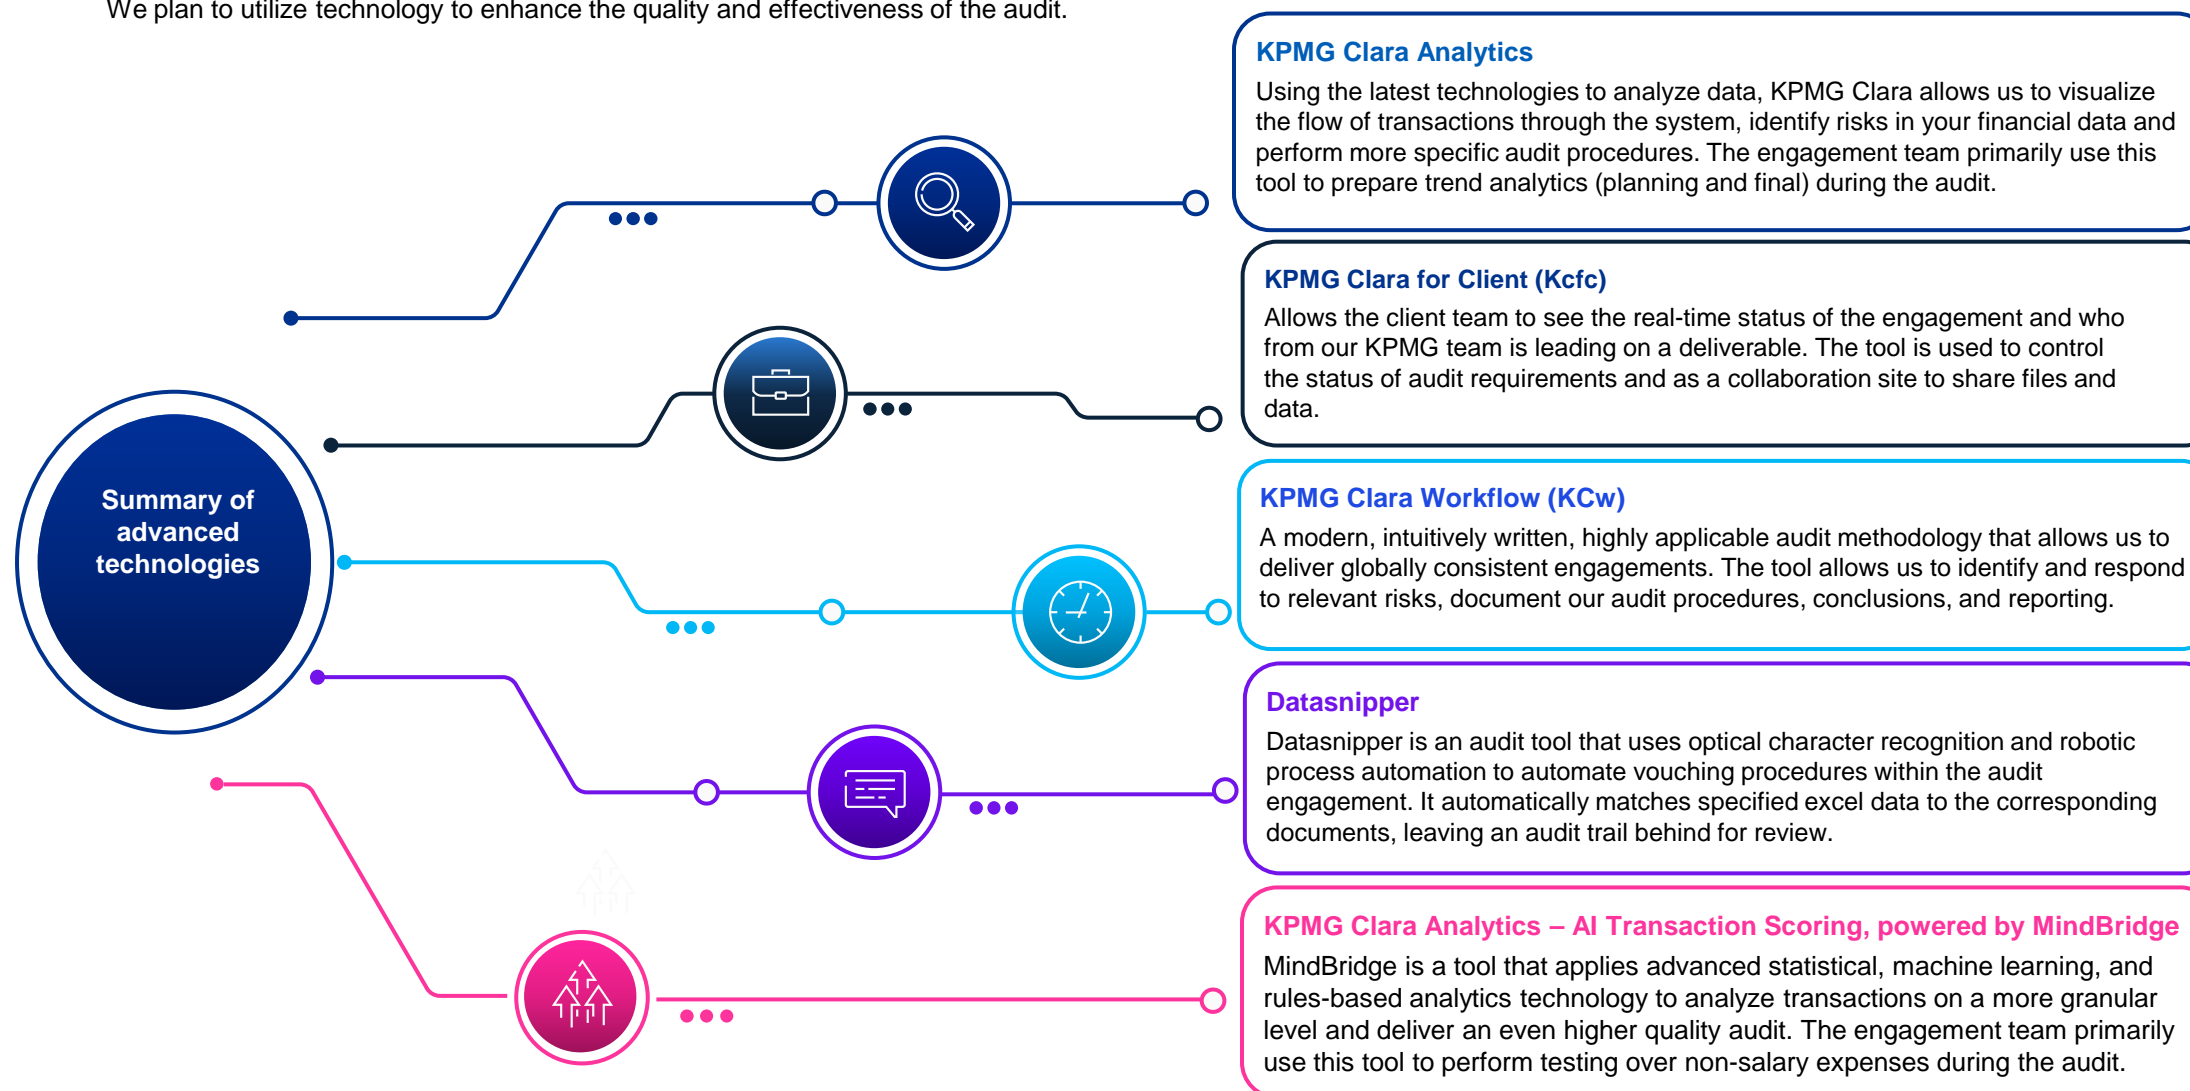 We plan to utilize technology to enhance the quality and effectiveness of the audit.
KPMG Clara Analytics
Using the latest technologies to analyze data, KPMG Clara allows us to visualize
the flow of transactions through the system, identify risks in your financial data and
perform more specific audit procedures. The engagement team primarily use this
tool to prepare trend analytics (planning and final) during the audit.
KPMG Clara for Client (Kcfc)
Allows the client team to see the real-time status of the engagement and who
from our KPMG team is leading on a deliverable. The tool is used to control
the status of audit requirements and as a collaboration site to share files and
data.
Summary of
advanced
technologies
KPMG Clara Workflow (KCw)
A modern, intuitively written, highly applicable audit methodology that allows us to
deliver globally consistent engagements. The tool allows us to identify and respond
to relevant risks, document our audit procedures, conclusions, and reporting.
Datasnipper
Datasnipper is an audit tool that uses optical character recognition and robotic
process automation to automate vouching procedures within the audit
engagement. It automatically matches specified excel data to the corresponding
documents, leaving an audit trail behind for review.
KPMG Clara Analytics – AI Transaction Scoring, powered by MindBridge
MindBridge is a tool that applies advanced statistical, machine learning, and
rules-based analytics technology to analyze transactions on a more granular
level and deliver an even higher quality audit. The engagement team primarily
use this tool to perform testing over non-salary expenses during the audit.